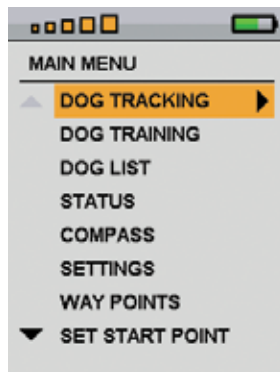 MAIN MENU
DOG TRACKING
DOG TRAINING
DOG LIST
STATUS
COMPASS
SETTINGS
WAY POINTS
SET START POINT